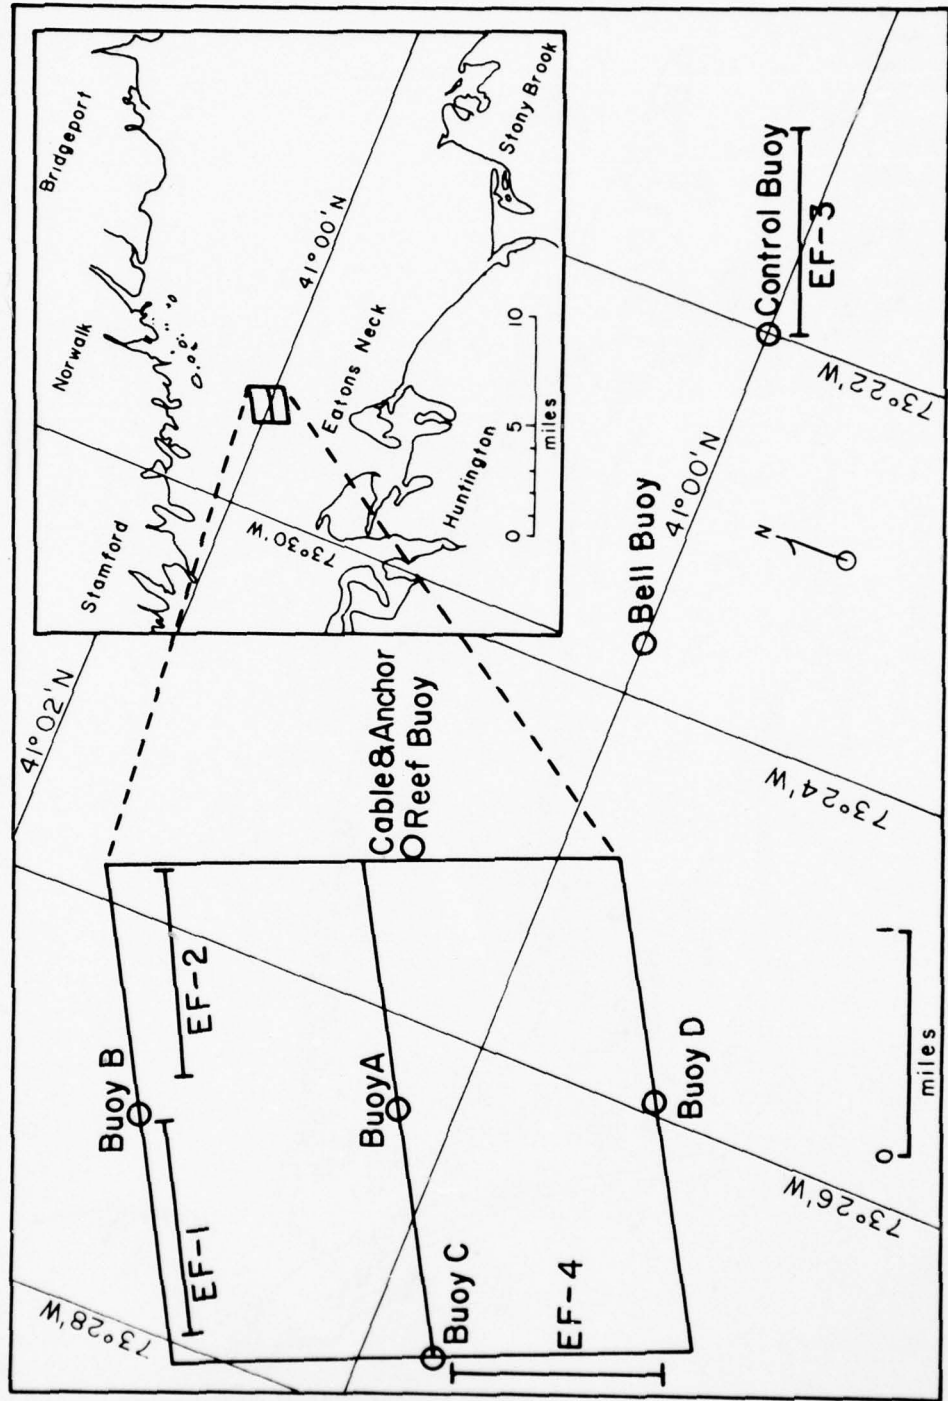 Bridgeport
Norwalk
Stamford
41°00'N
73°30'W
Eatons Neck
Huntington
Stony Brook
0 5 10
miles
41°02'N
Cable&Anchor
Reef Buoy
Buoy B
EF-2
EF-1
73°28'W
Buoy A
Buoy C
EF-4
Buoy D
73°26'W
73°24'W
Bell Buoy
41°00'N
Control Buoy
EF-3
73°22'W
N
0 1
miles